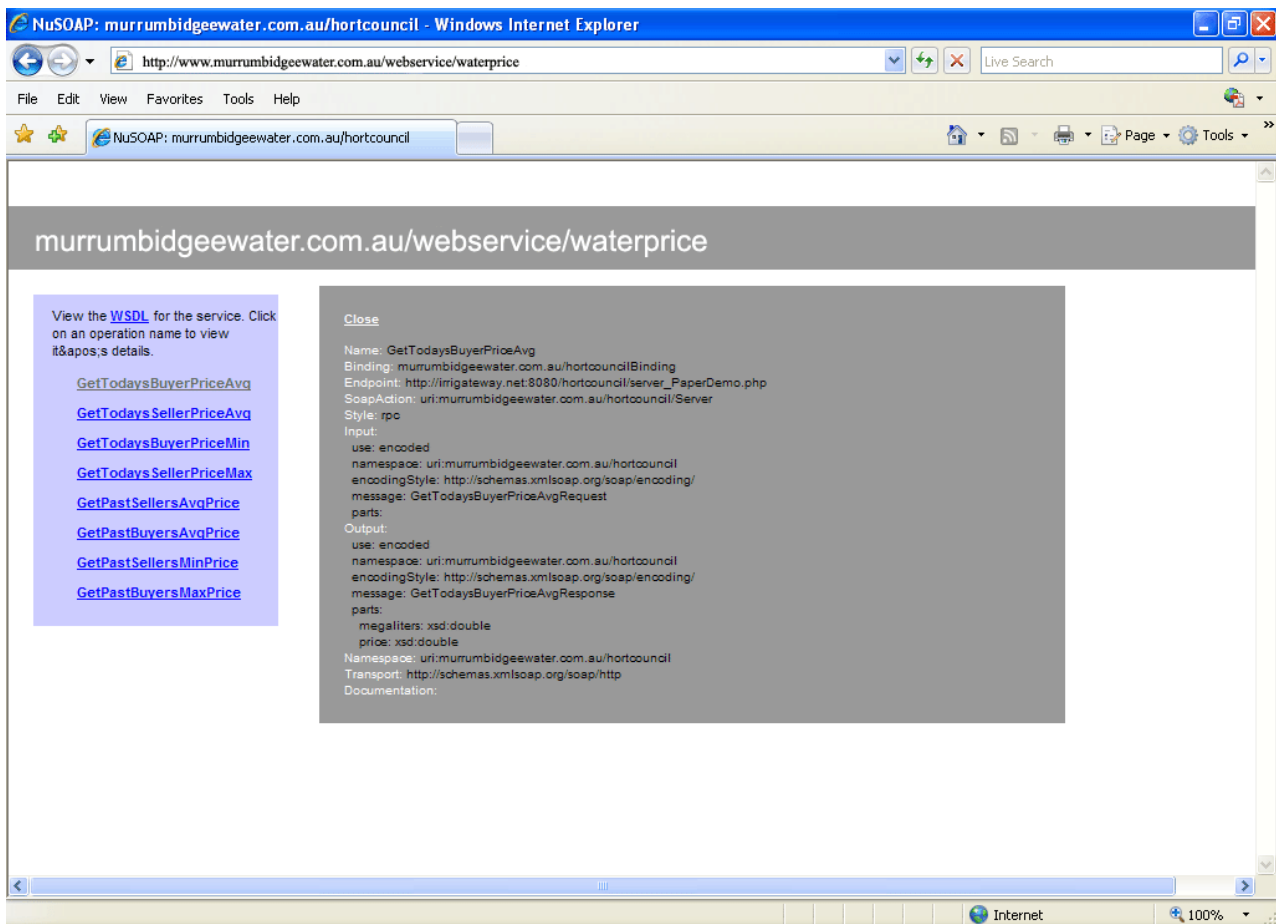 NuSOAP: murrumbidgeewater.com.au/hortcouncil - Windows Internet Explorer
http://www.murrumbidgeewater.com.au/webservice/waterprice
Live Search
File Edit View Favorites Tools Help
NuSOAP: murrumbidgeewater.com.au/hortcouncil
Page Tools »
murrumbidgeewater.com.au/webservice/waterprice
View the WSDL for the service. Click
on an operation name to view
it&apos;s details.
GetTodaysBuyerPriceAvg
GetTodaysSellerPriceAvg
GetTodaysBuyerPriceMin
GetTodaysSellerPriceMax
GetPastSellersAvgPrice
GetPastBuyersAvgPrice
GetPastSellersMinPrice
GetPastBuyersMaxPrice
Close
Name: GetTodaysBuyerPriceAvg
Binding: murrumbidgeewater.com.au/hortcouncilBinding
Endpoint: http://irrigateway.net:8080/hortcouncil/server_PaperDemo.php
SoapAction: uri:murrumbidgeewater.com.au/hortcouncil/Server
Style: rpc
Input:
use: encoded
namespace: uri:murrumbidgeewater.com.au/hortcouncil
encodingStyle: http://schemas.xmlsoap.org/soap/encoding/
message: GetTodaysBuyerPriceAvgRequest
parts:
Output:
use: encoded
namespace: uri:murrumbidgeewater.com.au/hortcouncil
encodingStyle: http://schemas.xmlsoap.org/soap/encoding/
message: GetTodaysBuyerPriceAvgResponse
parts:
megaliters: xsd:double
price: xsd:double
Namespace: uri:murrumbidgeewater.com.au/hortcouncil
Transport: http://schemas.xmlsoap.org/soap/http
Documentation:
Internet
100%